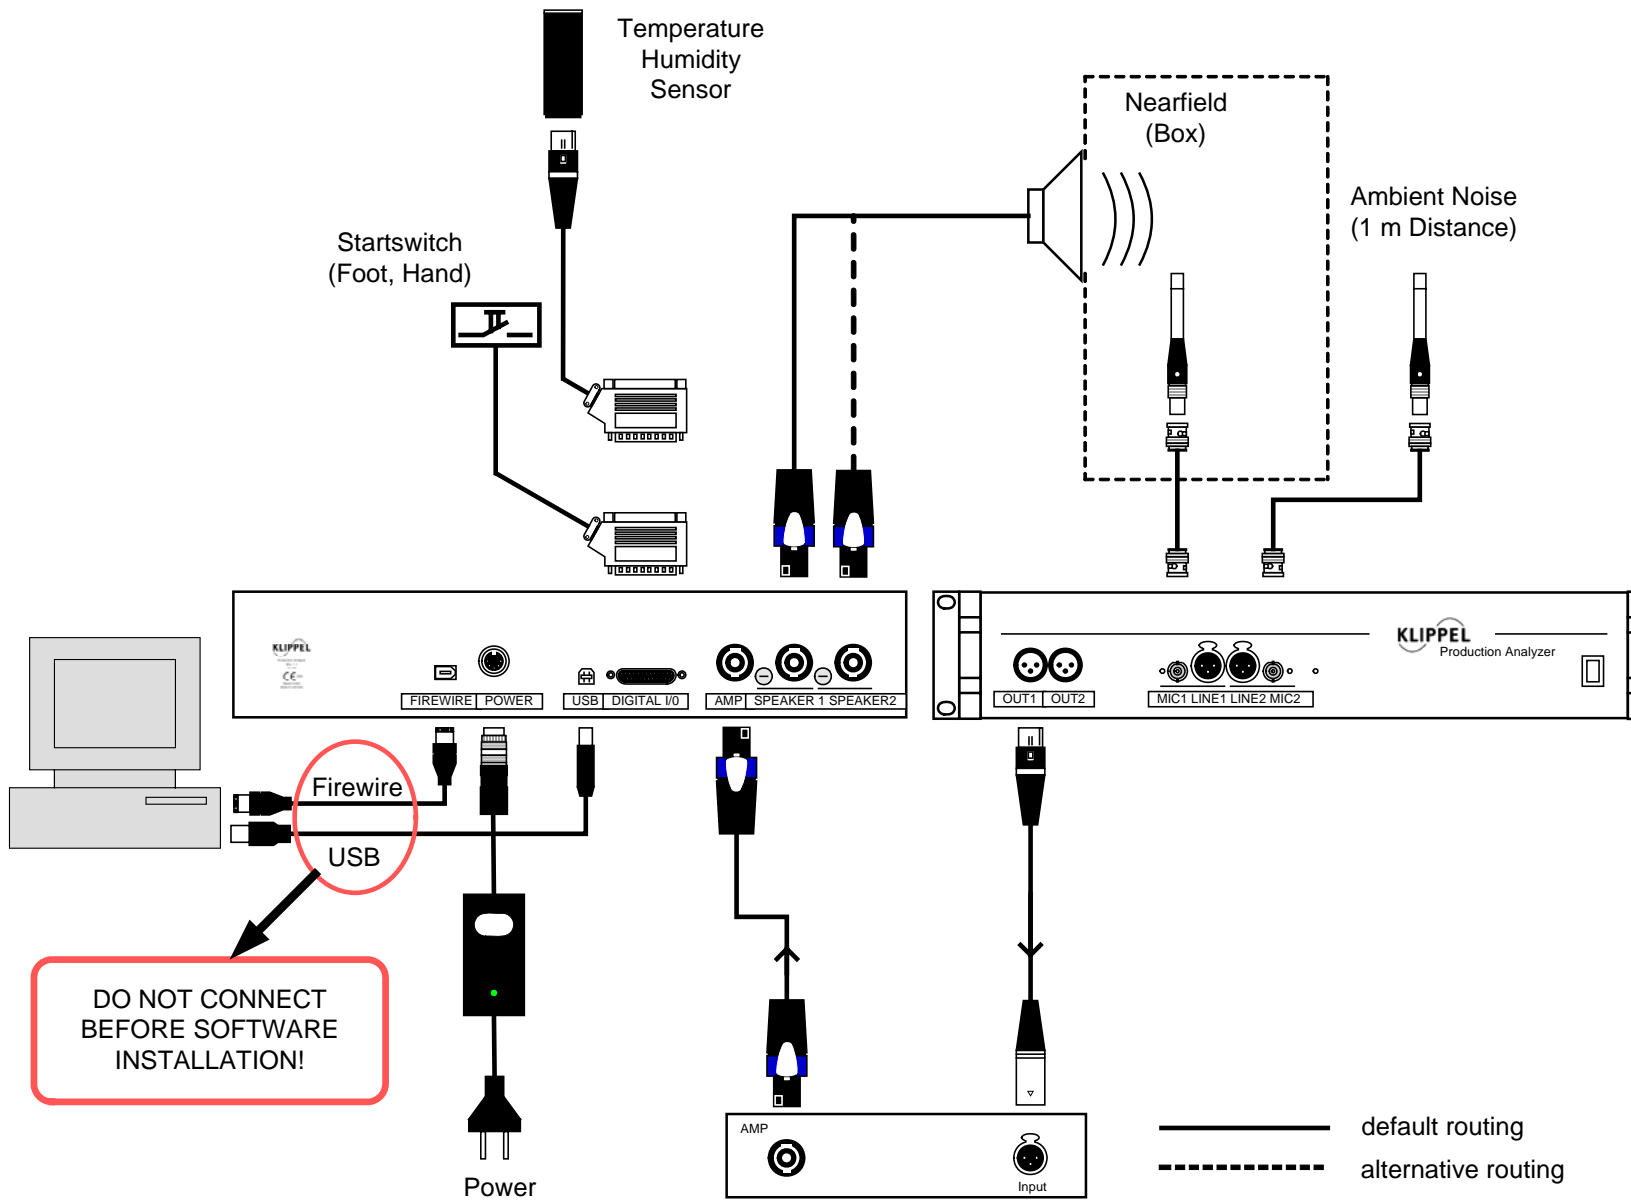 Temperature
Humidity
Sensor
Nearfield
(Box)
Ambient Noise
(1 m Distance)
Startswitch
(Foot, Hand)
KLIPPEL
FIREWIRE POWER USB DIGITAL I/0 AMP SPEAKER 1 SPEAKER2
KLIPPEL
Production Analyzer
OUT1 OUT2 MIC1 LINE1 LINE2 MIC2
Firewire
USB
DO NOT CONNECT
BEFORE SOFTWARE
INSTALLATION!
Power
AMP
Input
default routing
alternative routing